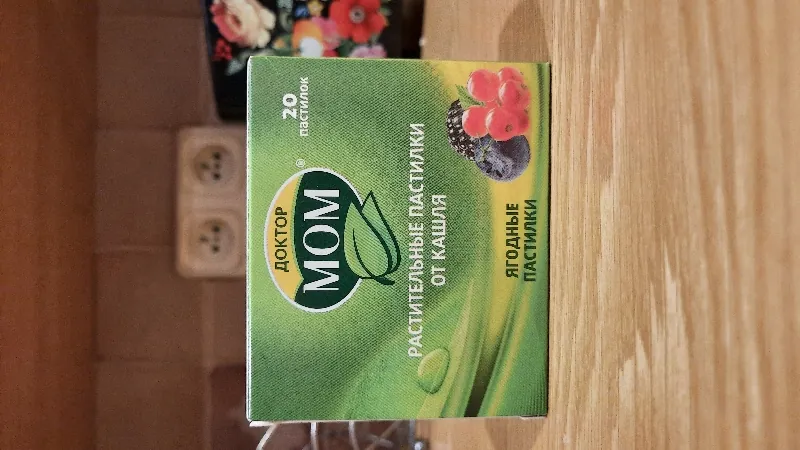 20
пастилок
ДОКТОР
МОМ®
РАСТИТЕЛЬНЫЕ ПАСТИЛКИ
ОТ КАШЛЯ
ЯГОДНЫЕ
ПАСТИЛКИ